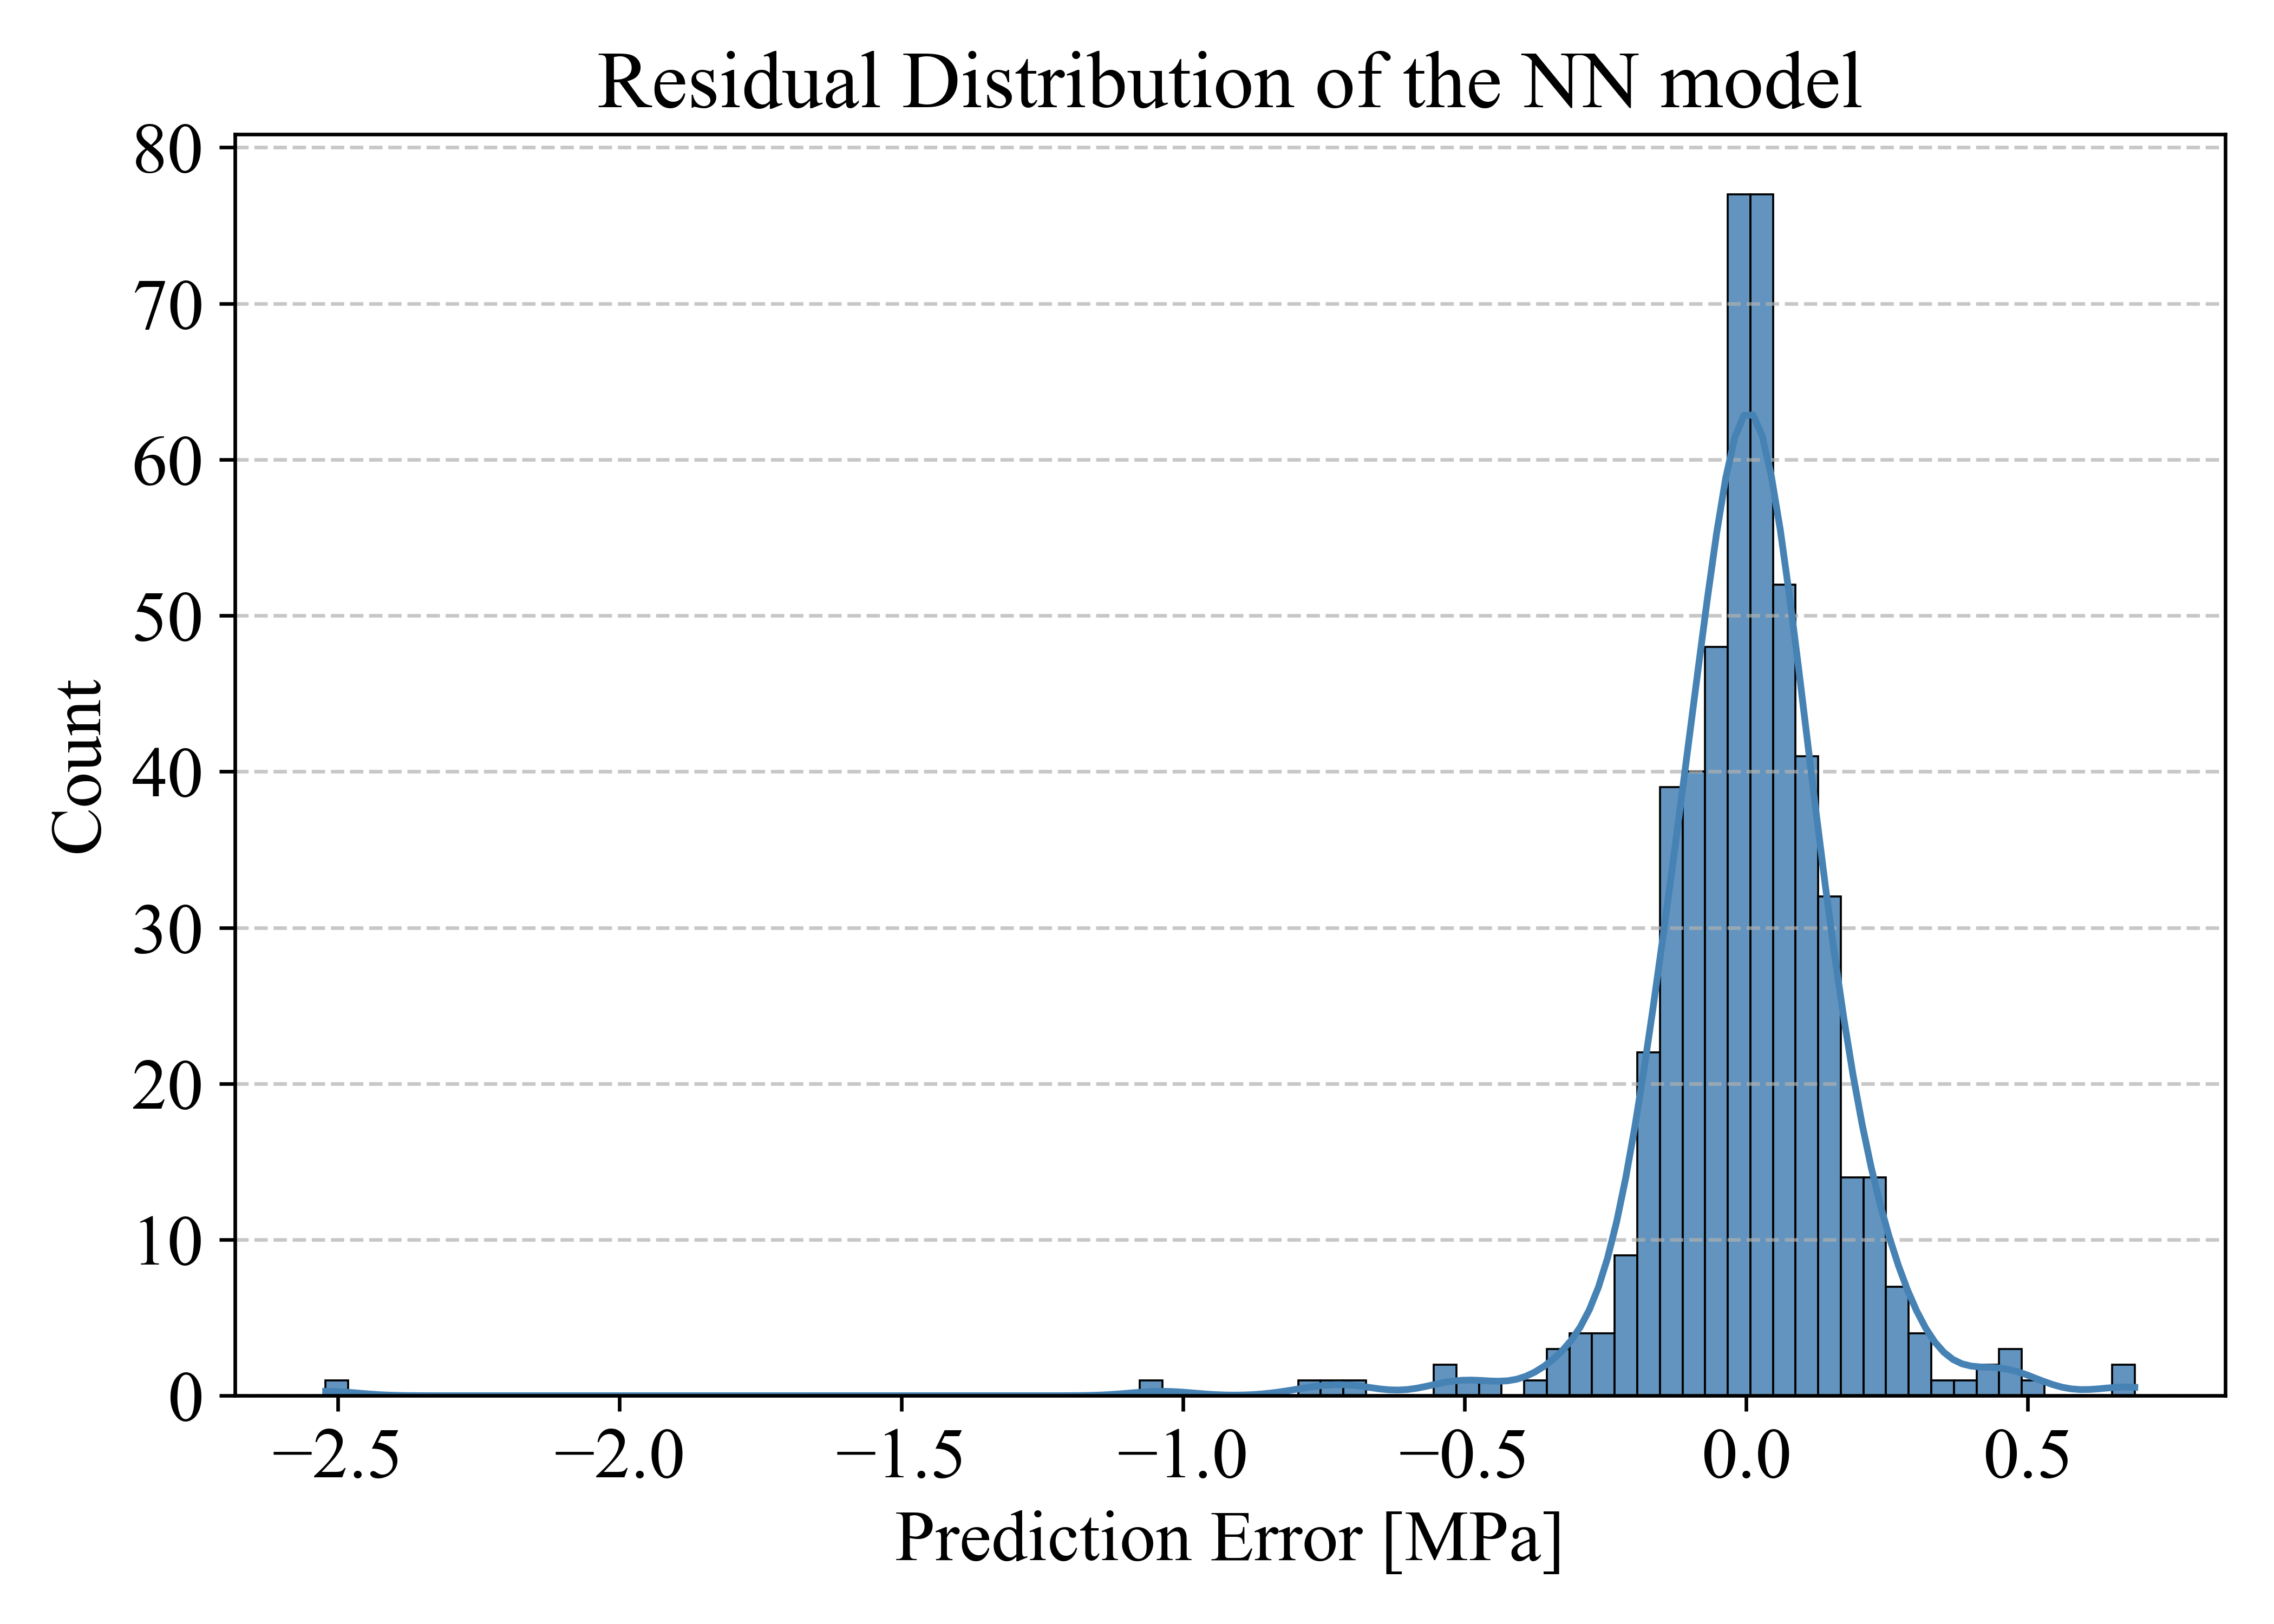 Residual Distribution of the NN model
80
70
60
50
40
30
20
10
0
Count
−2.5 −2.0 −1.5 −1.0 −0.5 0.0 0.5
Prediction Error [MPa]